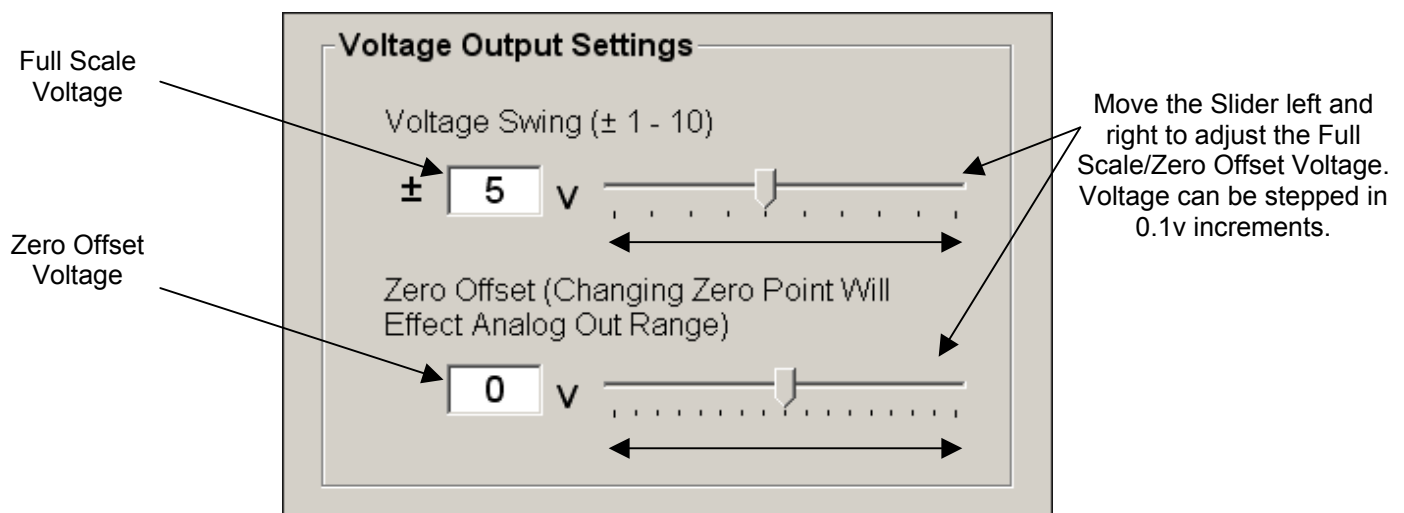 Full Scale
Voltage
Voltage Output Settings
Voltage Swing (± 1 - 10)
± 5 V
Move the Slider left and
right to adjust the Full
Scale/Zero Offset Voltage.
Voltage can be stepped in
0.1v increments.
Zero Offset
Voltage
Zero Offset (Changing Zero Point Will
Effect Analog Out Range)
0 V